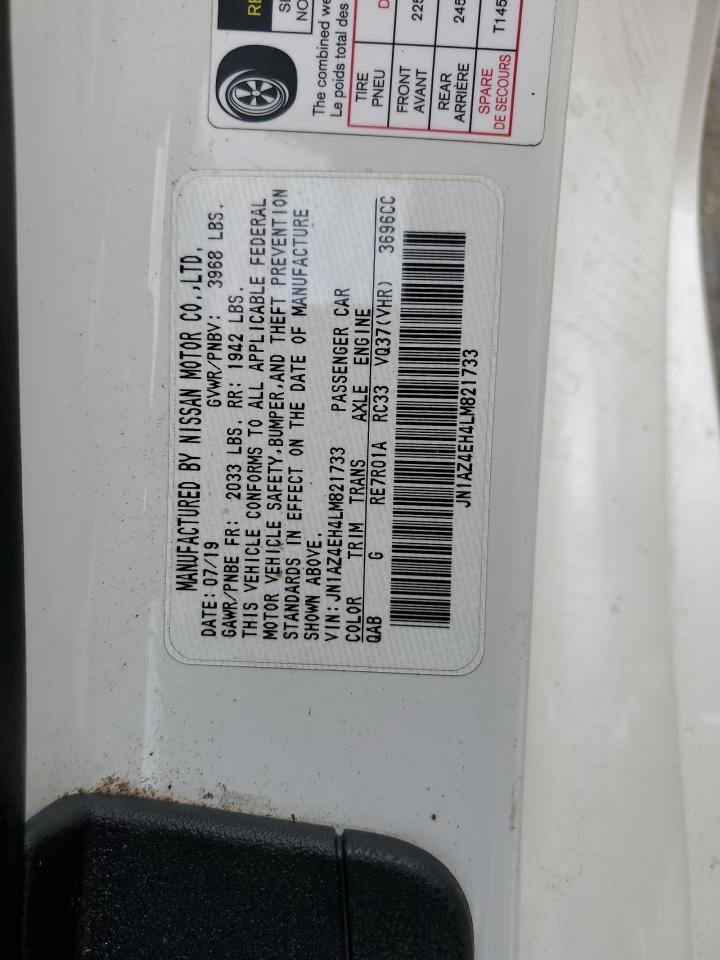 The combined we
Le poids total des
TIRE
PNEU
FRONT
AVANT
225
REAR
ARRIÈRE
245
SPARE
DE SECOURS
T145
MANUFACTURED BY NISSAN MOTOR CO.,LTD.
DATE: 07/19 GVWR/PNBV: 3968 LBS.
GAWR/PNBE FR: 2033 LBS. RR: 1942 LBS.
THIS VEHICLE CONFORMS TO ALL APPLICABLE FEDERAL
MOTOR VEHICLE SAFETY,BUMPER,AND THEFT PREVENTION
STANDARDS IN EFFECT ON THE DATE OF MANUFACTURE
SHOWN ABOVE.
VIN:JN1AZ4EH4LM821733 PASSENGER CAR
COLOR TRIM TRANS AXLE ENGINE
QAB G RE7R01A RC33 VQ37(VHR) 3696CC
JN1AZ4EH4LM821733